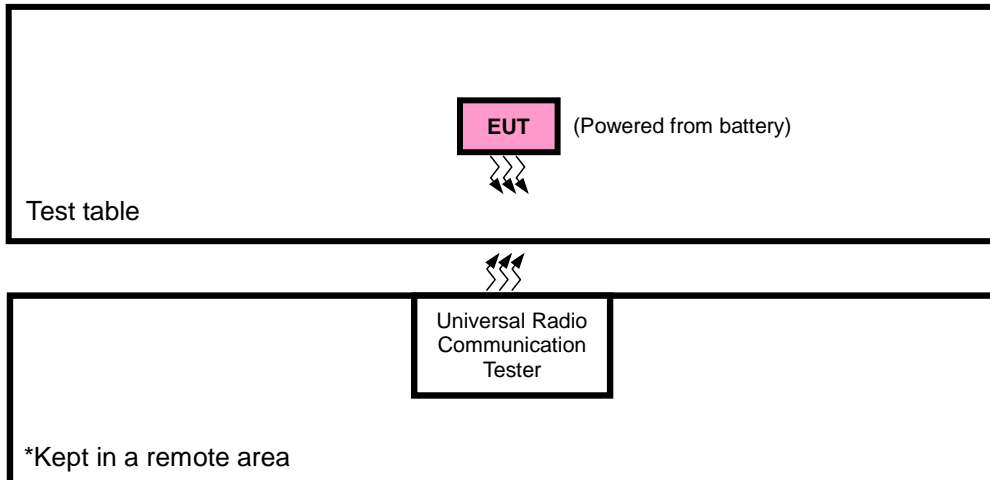 EUT
(Powered from battery)
Test table
Universal Radio
Communication
Tester
*Kept in a remote area